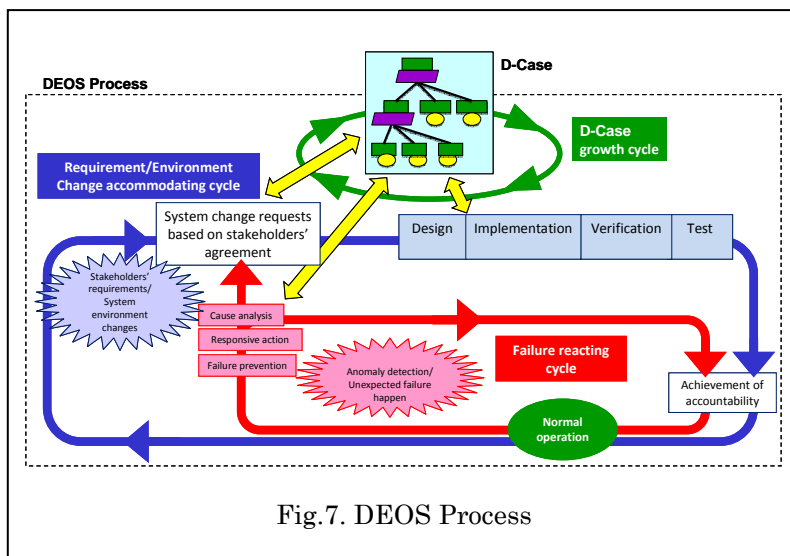 D-Case
DEOS Process
D-Case
growth cycle
Requirement/Environment
Change accommodating cycle
System change requests
based on stakeholders'
agreement
Design
Implementation
Verification
Test
Stakeholders'
requirements/
System
environment
changes
Cause analysis
Responsive action
Failure prevention
Anomaly detection/
Unexpected failure
happen
Failure reacting
cycle
Achievement of
accountability
Normal
operation
Fig.7. DEOS Process